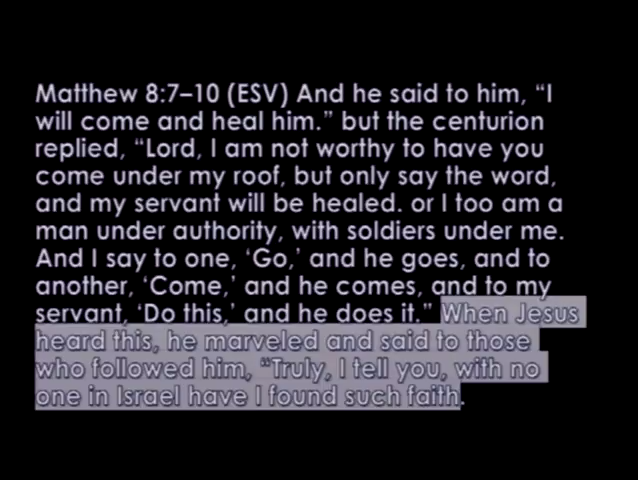 Matthew 8:7–10 (ESV) And he said to him, “I
will come and heal him.” but the centurion
replied, “Lord, I am not worthy to have you
come under my roof, but only say the word,
and my servant will be healed. or I too am a
man under authority, with soldiers under me.
And I say to one, ‘Go,’ and he goes, and to
another, ‘Come,’ and he comes, and to my
servant, ‘Do this,’ and he does it.” When Jesus
heard this, he marveled and said to those
who followed him, “Truly, I tell you, with no
one in Israel have I found such faith.